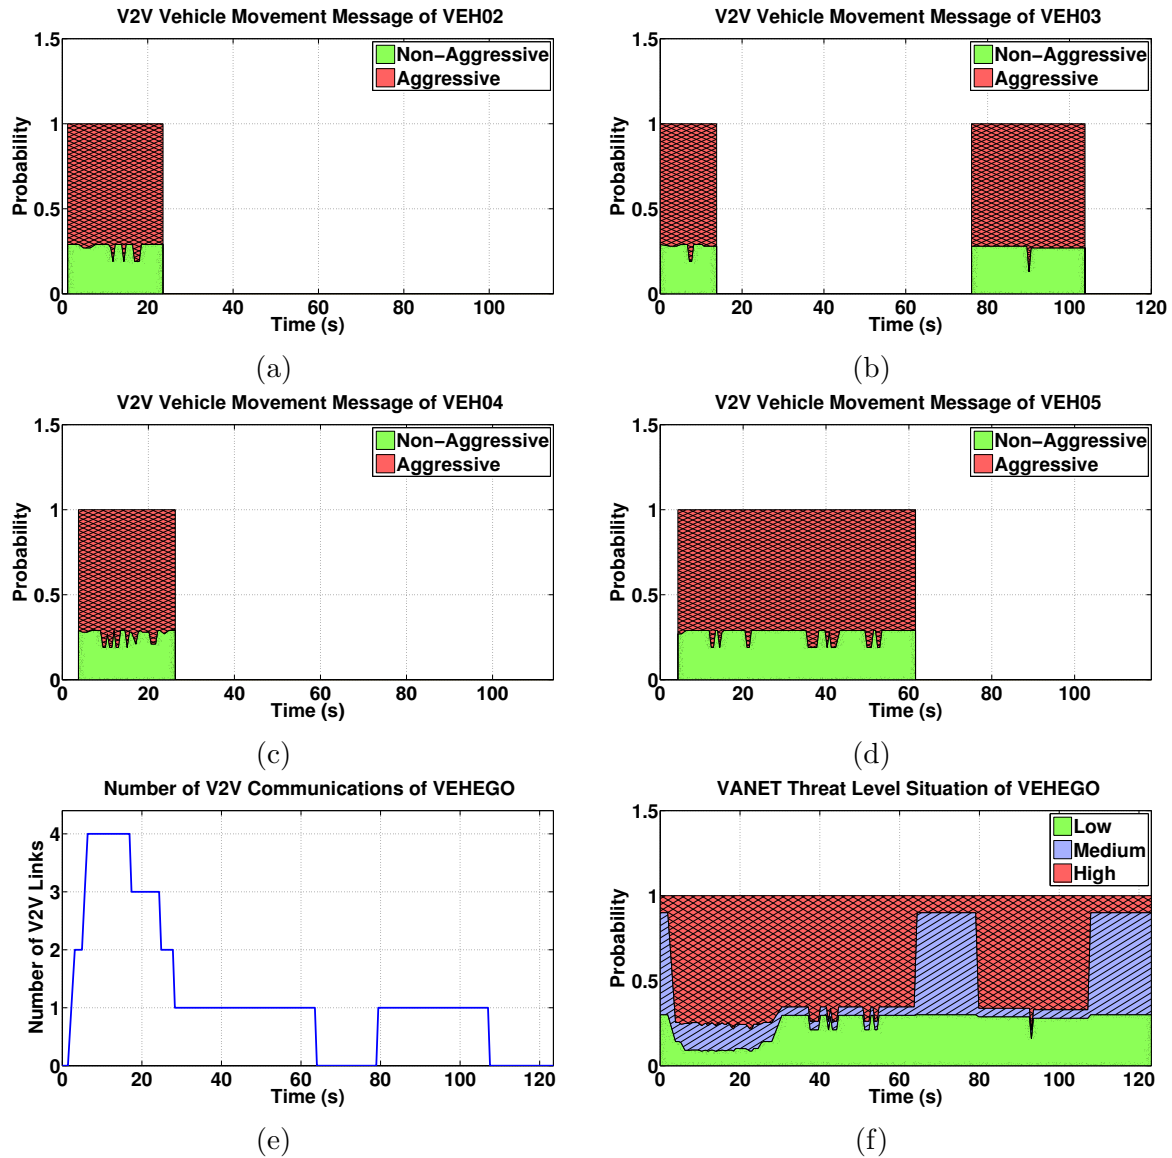 V2V Vehicle Movement Message of VEH02
1.5
1
0.5
0
Probability
Non-Aggressive
Aggressive
0 20 40 60 80 100
Time (s)
(a)
V2V Vehicle Movement Message of VEH03
1.5
1
0.5
0
Probability
Non-Aggressive
Aggressive
0 20 40 60 80 100 120
Time (s)
(b)
V2V Vehicle Movement Message of VEH04
1.5
1
0.5
0
Probability
Non-Aggressive
Aggressive
0 20 40 60 80 100
Time (s)
(c)
V2V Vehicle Movement Message of VEH05
1.5
1
0.5
0
Probability
Non-Aggressive
Aggressive
0 20 40 60 80 100
Time (s)
(d)
Number of V2V Communications of VEHEGO
4
3
2
1
0
Number of V2V Links
0 20 40 60 80 100 120
Time (s)
(e)
VANET Threat Level Situation of VEHEGO
1.5
1
0.5
0
Probability
Low
Medium
High
0 20 40 60 80 100 120
Time (s)
(f)